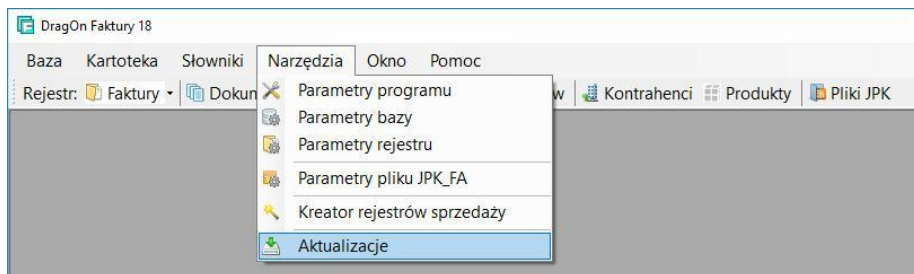 DragOn Faktury 18
Baza Kartoteka Słowniki Narzędzia Okno Pomoc
Rejestr: Faktury Kontrahenci Produkty Pliki JPK
Parametry programu
Parametry bazy
Parametry rejestru
Parametry pliku JPK_FA
Kreator rejestrów sprzedaży
Aktualizacje